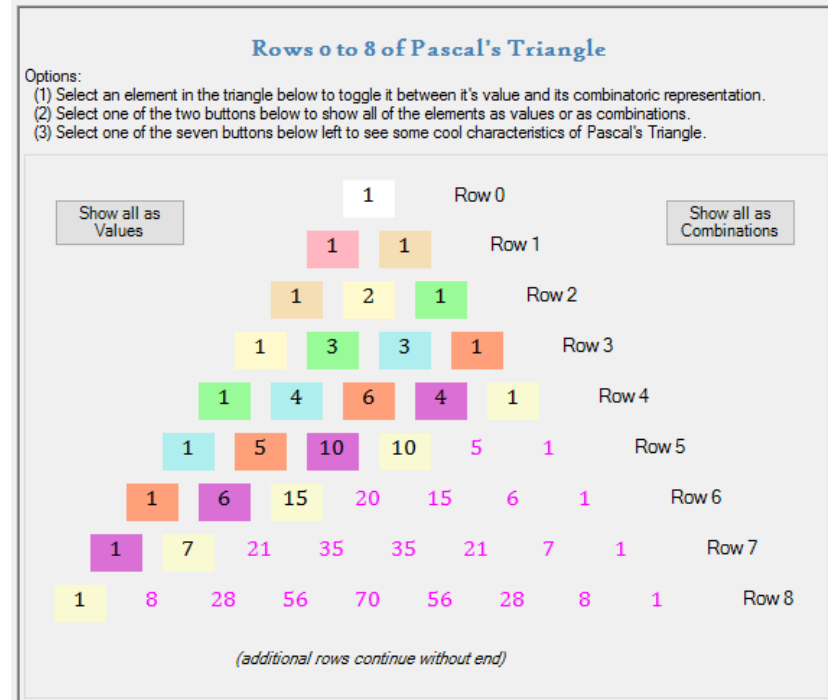 Rows 0 to 8 of Pascal's Triangle
Options:
(1) Select an element in the triangle below to toggle it between it's value and its combinatoric representation.
(2) Select one of the two buttons below to show all of the elements as values or as combinations.
(3) Select one of the seven buttons below left to see some cool characteristics of Pascal's Triangle.
Show all as
Values
Show all as
Combinations
1 Row 0
1 1 Row 1
1 2 1 Row 2
1 3 3 1 Row 3
1 4 6 4 1 Row 4
1 5 10 10 5 1 Row 5
1 6 15 20 15 6 1 Row 6
1 7 21 35 35 21 7 1 Row 7
1 8 28 56 70 56 28 8 1 Row 8
(additional rows continue without end)